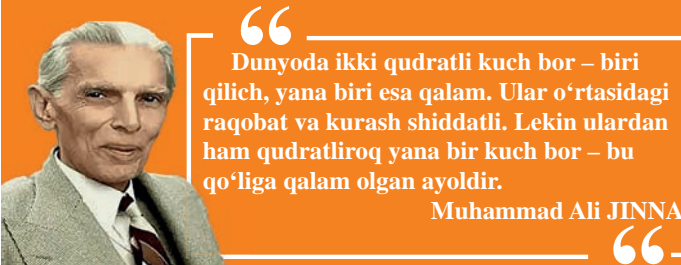 Dunyoda ikki qudratli kuch bor – biri
qilich, yana biri esa qalam. Ular o‘rtasidagi
raqobat va kurash shiddatli. Lekin ulardan
ham qudratliroq yana bir kuch bor – bu
qo‘liga qalam olgan ayoldir.
Muhammad Ali JINNA